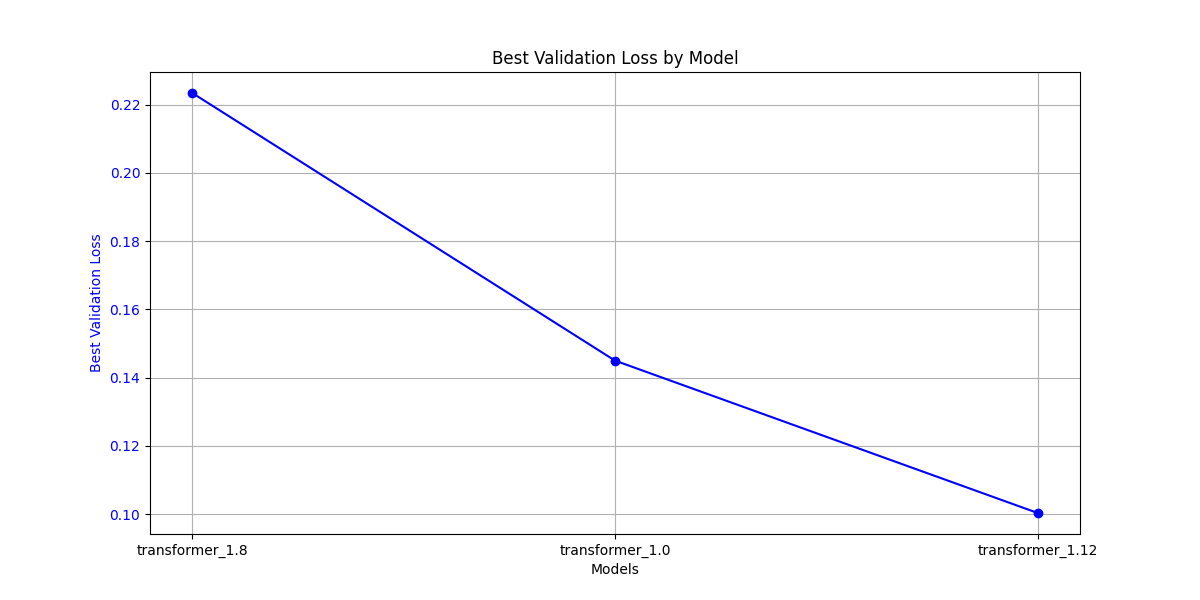 Best Validation Loss by Model
0.22
0.20
0.18
0.16
0.14
0.12
0.10
Best Validation Loss
transformer_1.8 transformer_1.0 transformer_1.12
Models